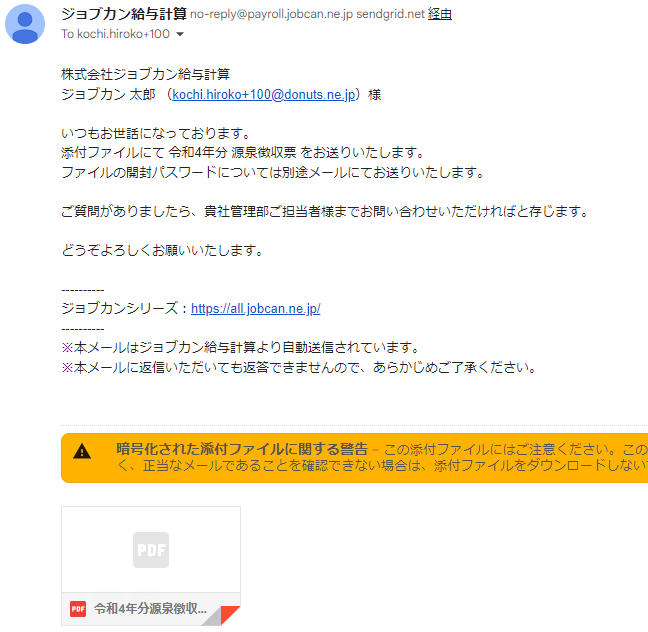 ジョブカン給与計算 no-reply@payroll.jobcan.ne.jp sendgrid.net 経由
To kochi.hiroko+100
株式会社ジョブカン給与計算
ジョブカン 太郎 （kochi.hiroko+100@donuts.ne.jp）様
いつもお世話になっております。
添付ファイルにて 令和4年分 源泉徴収票 をお送りいたします。
ファイルの開封パスワードについては別途メールにてお送りいたします。
ご質問がありましたら、貴社管理部ご担当者様までお問い合わせいただければと存じます。
どうぞよろしくお願いいたします。
----------
ジョブカンシリーズ：https://all.jobcan.ne.jp/
----------
※本メールはジョブカン給与計算より自動送信されています。
※本メールに返信いただいても返答できませんので、あらかじめご了承ください。
暗号化された添付ファイルに関する警告 – この添付ファイルにはご注意ください。この
く、正当なメールであることを確認できない場合は、添付ファイルをダウンロードしない
PDF
PDF 令和4年分源泉徴収...